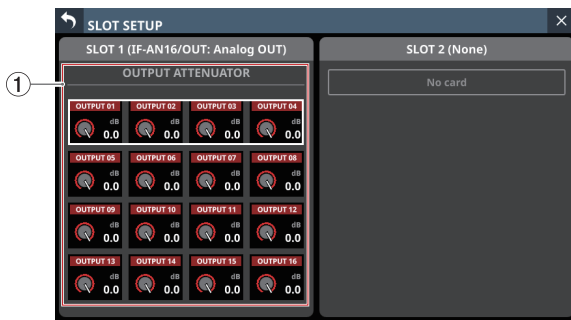 SLOT SETUP
SLOT 1 (IF-AN16/OUT: Analog OUT)
SLOT 2 (None)
1
OUTPUT ATTENUATOR
No card
OUTPUT 01 OUTPUT 02 OUTPUT 03 OUTPUT 04
dB dB dB dB
0.0 0.0 0.0 0.0
OUTPUT 05 OUTPUT 06 OUTPUT 07 OUTPUT 08
dB dB dB dB
0.0 0.0 0.0 0.0
OUTPUT 09 OUTPUT 10 OUTPUT 11 OUTPUT 12
dB dB dB dB
0.0 0.0 0.0 0.0
OUTPUT 13 OUTPUT 14 OUTPUT 15 OUTPUT 16
dB dB dB dB
0.0 0.0 0.0 0.0